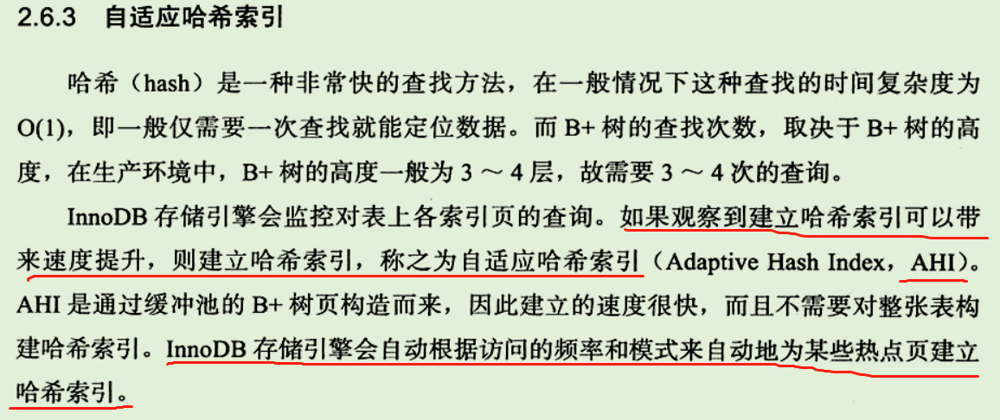 2.6.3 自适应哈希索引
哈希（hash）是一种非常快的查找方法，在一般情况下这种查找的时间复杂度为
O(1)，即一般仅需要一次查找就能定位数据。而 B+ 树的查找次数，取决于 B+ 树的高
度，在生产环境中，B+ 树的高度一般为 3 ～ 4 层，故需要 3 ～ 4 次的查询。
InnoDB 存储引擎会监控对表上各索引页的查询。如果观察到建立哈希索引可以带
来速度提升，则建立哈希索引，称之为自适应哈希索引（Adaptive Hash Index，AHI）。
AHI 是通过缓冲池的 B+ 树页构造而来，因此建立的速度很快，而且不需要对整张表构
建哈希索引。InnoDB 存储引擎会自动根据访问的频率和模式来自动地为某些热点页建立
哈希索引。